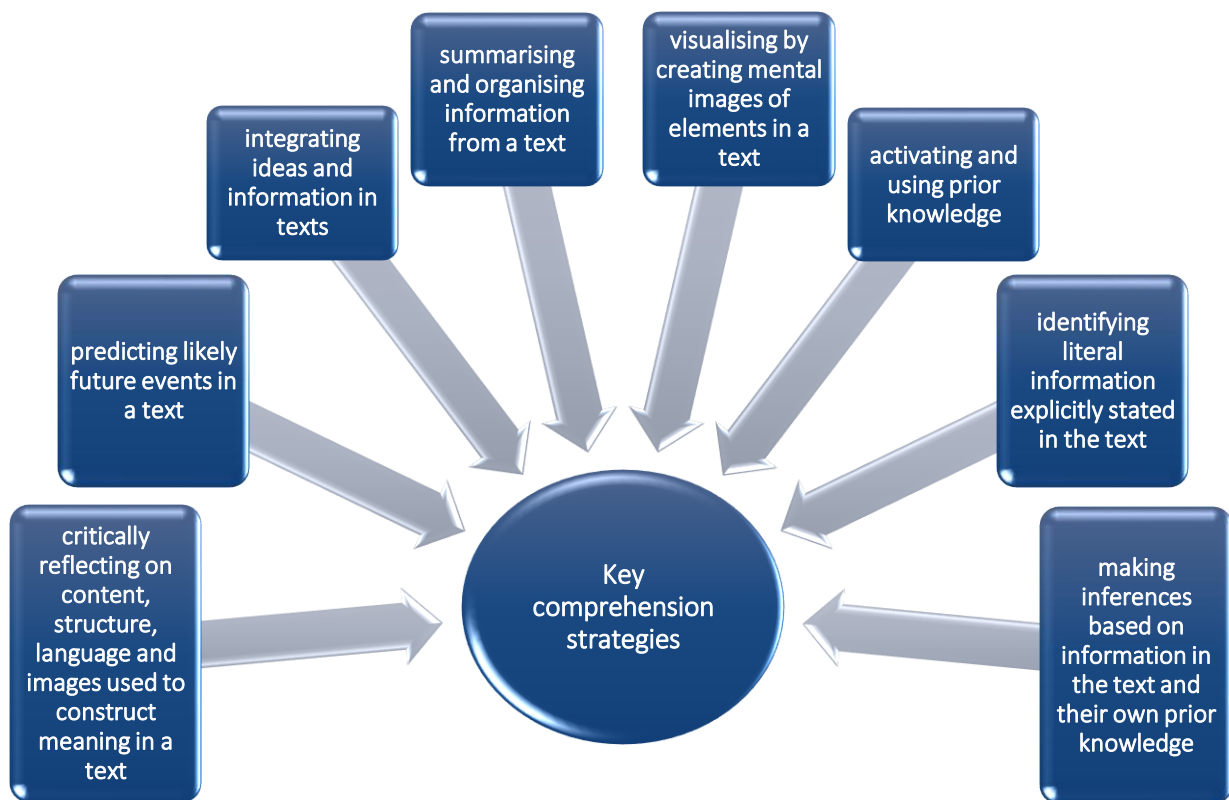 critically
reflecting on
content,
structure,
language and
images used to
construct
meaning in a
text
predicting likely
future events in
a text
integrating
ideas and
information in
texts
summarising
and organising
information
from a text
visualising by
creating mental
images of
elements in a
text
activating and
using prior
knowledge
identifying
literal
information
explicitly stated
in the text
making
inferences
based on
information in
the text and
their own prior
knowledge
Key
comprehension
strategies